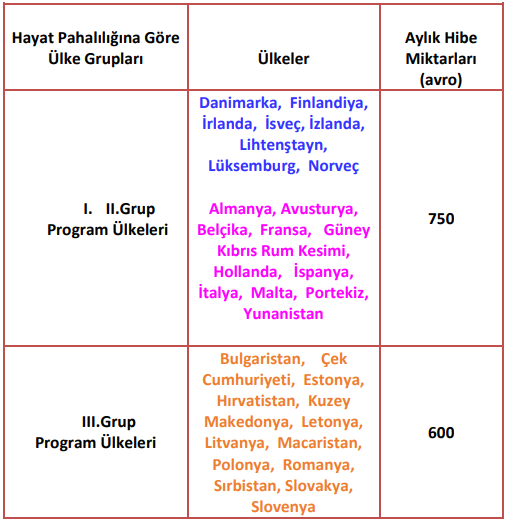 Hayat Pahalılığına Göre
Ülke Grupları
Ülkeler
Aylık Hibe
Miktarları
(avro)
I. II.Grup
Program Ülkeleri
Danimarka, Finlandiya,
İrlanda, İsveç, İzlanda,
Lihtenştayn,
Lüksemburg, Norveç
Almanya, Avusturya,
Belçika, Fransa, Güney
Kıbrıs Rum Kesimi,
Hollanda, İspanya,
İtalya, Malta, Portekiz,
Yunanistan
750
III.Grup
Program Ülkeleri
Bulgaristan, Çek
Cumhuriyeti, Estonya,
Hırvatistan, Kuzey
Makedonya, Letonya,
Litvanya, Macaristan,
Polonya, Romanya,
Sırbistan, Slovakya,
Slovenya
600